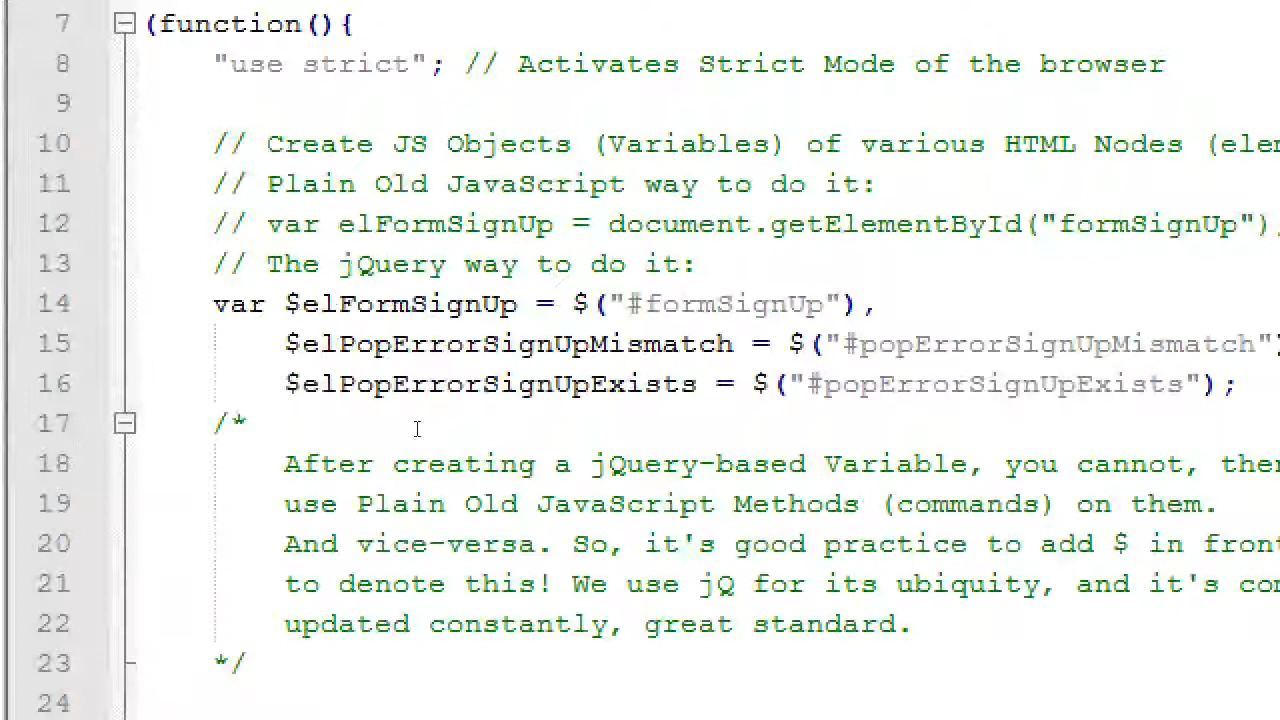 7 (function(){
8 "use strict"; // Activates Strict Mode of the browser
9
10 // Create JS Objects (Variables) of various HTML Nodes (elem
11 // Plain Old JavaScript way to do it:
12 // var elFormSignUp = document.getElementById("formSignUp")
13 // The jQuery way to do it:
14 var $elFormSignUp = $("#formSignUp"),
15 $elPopErrorSignUpMismatch = $("#popErrorSignUpMismatch")
16 $elPopErrorSignUpExists = $("#popErrorSignUpExists");
17 /*
18 After creating a jQuery-based Variable, you cannot, then
19 use Plain Old JavaScript Methods (commands) on them.
20 And vice-versa. So, it's good practice to add $ in front
21 to denote this! We use jQ for its ubiquity, and it's con
22 updated constantly, great standard.
23 */
24